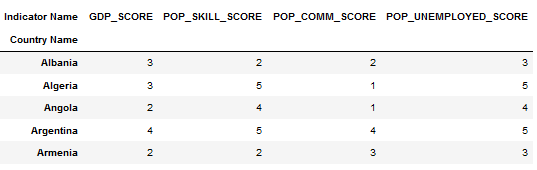 Indicator Name GDP_SCORE POP_SKILL_SCORE POP_COMM_SCORE POP_UNEMPLOYED_SCORE
Country Name
Albania 3 2 2 3
Algeria 3 5 1 5
Angola 2 4 1 4
Argentina 4 5 4 5
Armenia 2 2 3 3